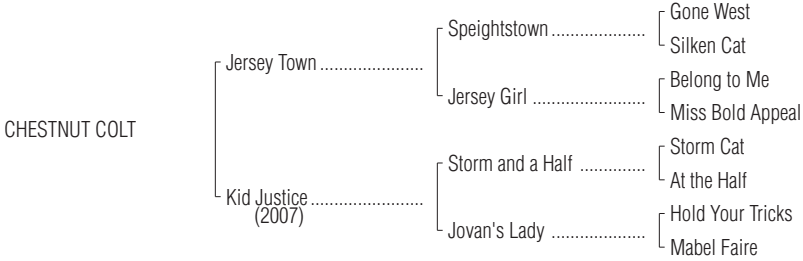 Gone West
Speightstown ....................
Silken Cat
Jersey Town ......................
Belong to Me
Jersey Girl ........................
Miss Bold Appeal
CHESTNUT COLT
Storm Cat
Storm and a Half ..............
At the Half
Kid Justice ........................
(2007)
Hold Your Tricks
Jovan's Lady ....................
Mabel Faire